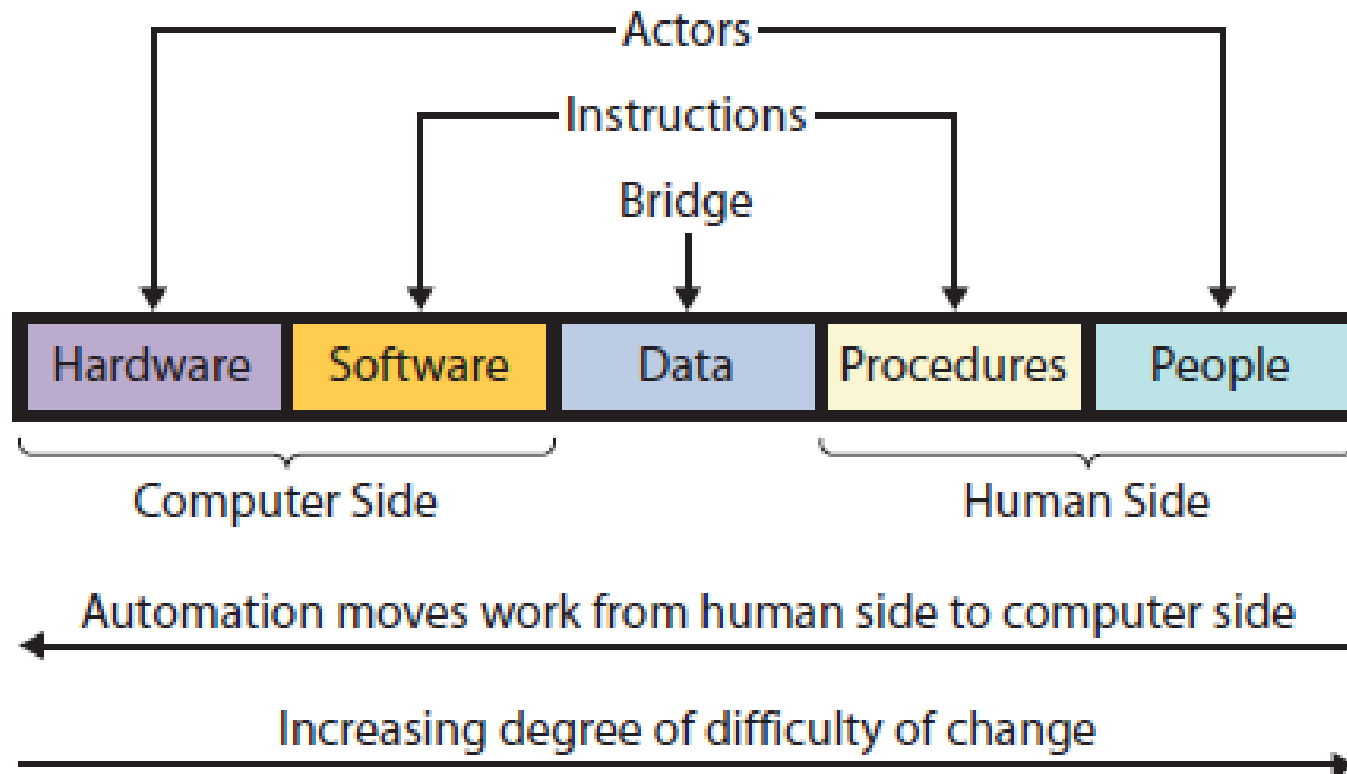 Actors
Instructions
Bridge
Hardware Software Data Procedures People
Computer Side Human Side
Automation moves work from human side to computer side
Increasing degree of difficulty of change